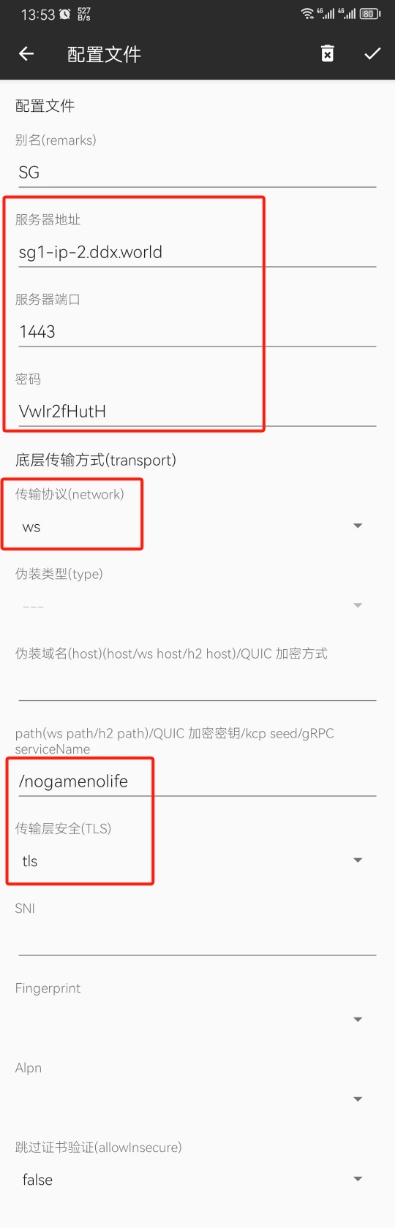 13:53 527 B/s 4G 4G 80
配置文件
配置文件
别名(remarks)
SG
服务器地址
sg1-ip-2.ddx.world
服务器端口
1443
密码
VwIr2fHutH
底层传输方式(transport)
传输协议(network)
ws
伪装类型(type)
---
伪装域名(host)(host/ws host/h2 host)/QUIC 加密方式
path(ws path/h2 path)/QUIC 加密密钥/kcp seed/gRPC
serviceName
/nogamenolife
传输层安全(TLS)
tls
SNI
Fingerprint
Alpn
跳过证书验证(allowInsecure)
false